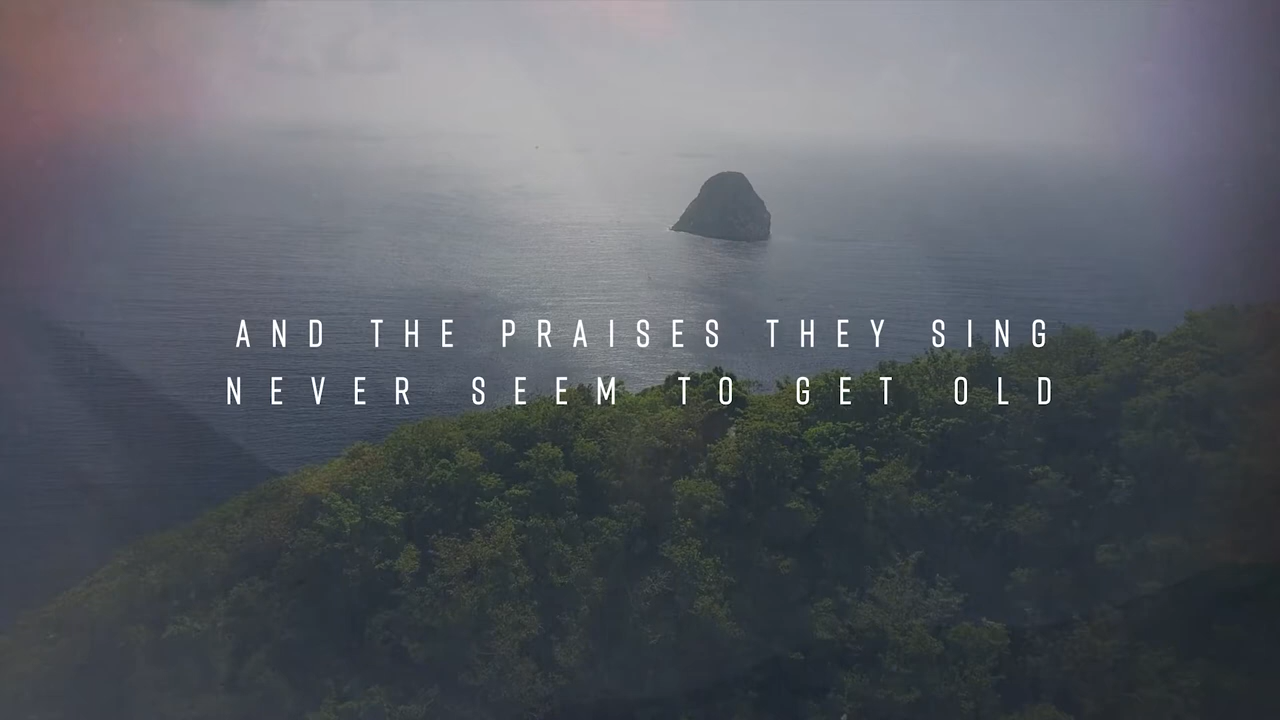 AND THE PRAISES THEY SING
NEVER SEEM TO GET OLD